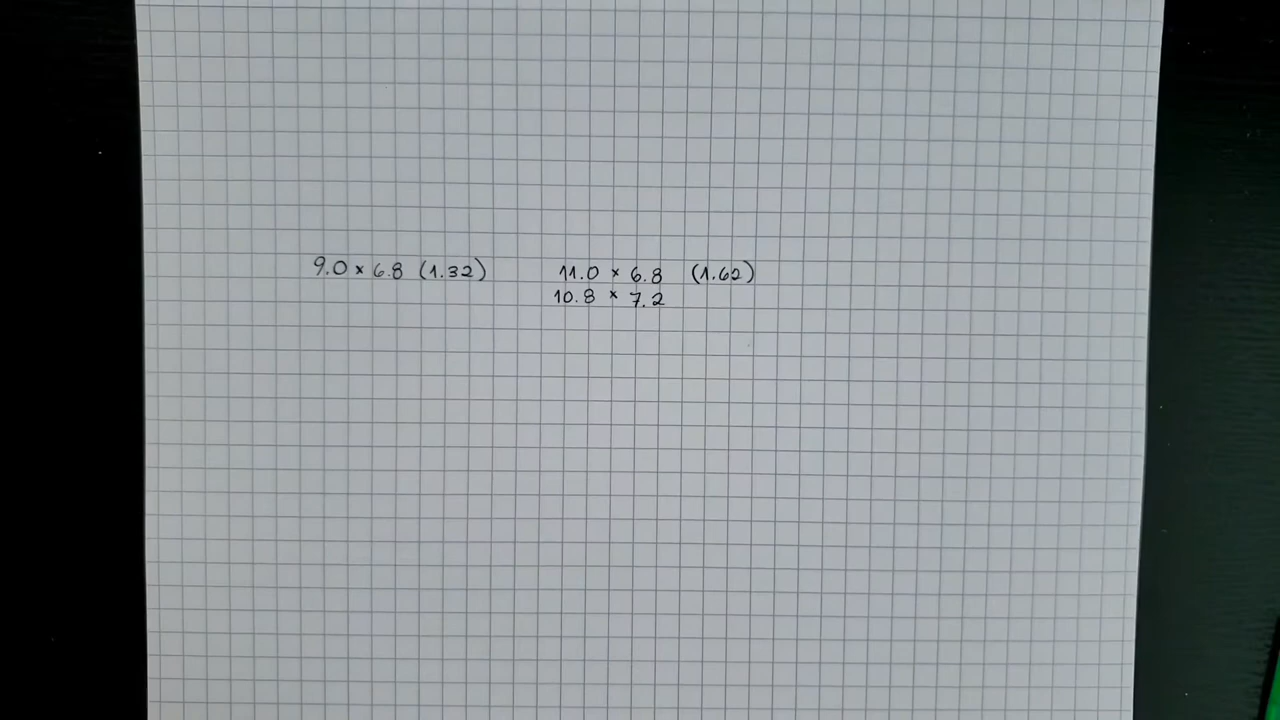 9.0 × 6.8 (1.32)
11.0 × 6.8 (1.62)
10.8 × 7.2